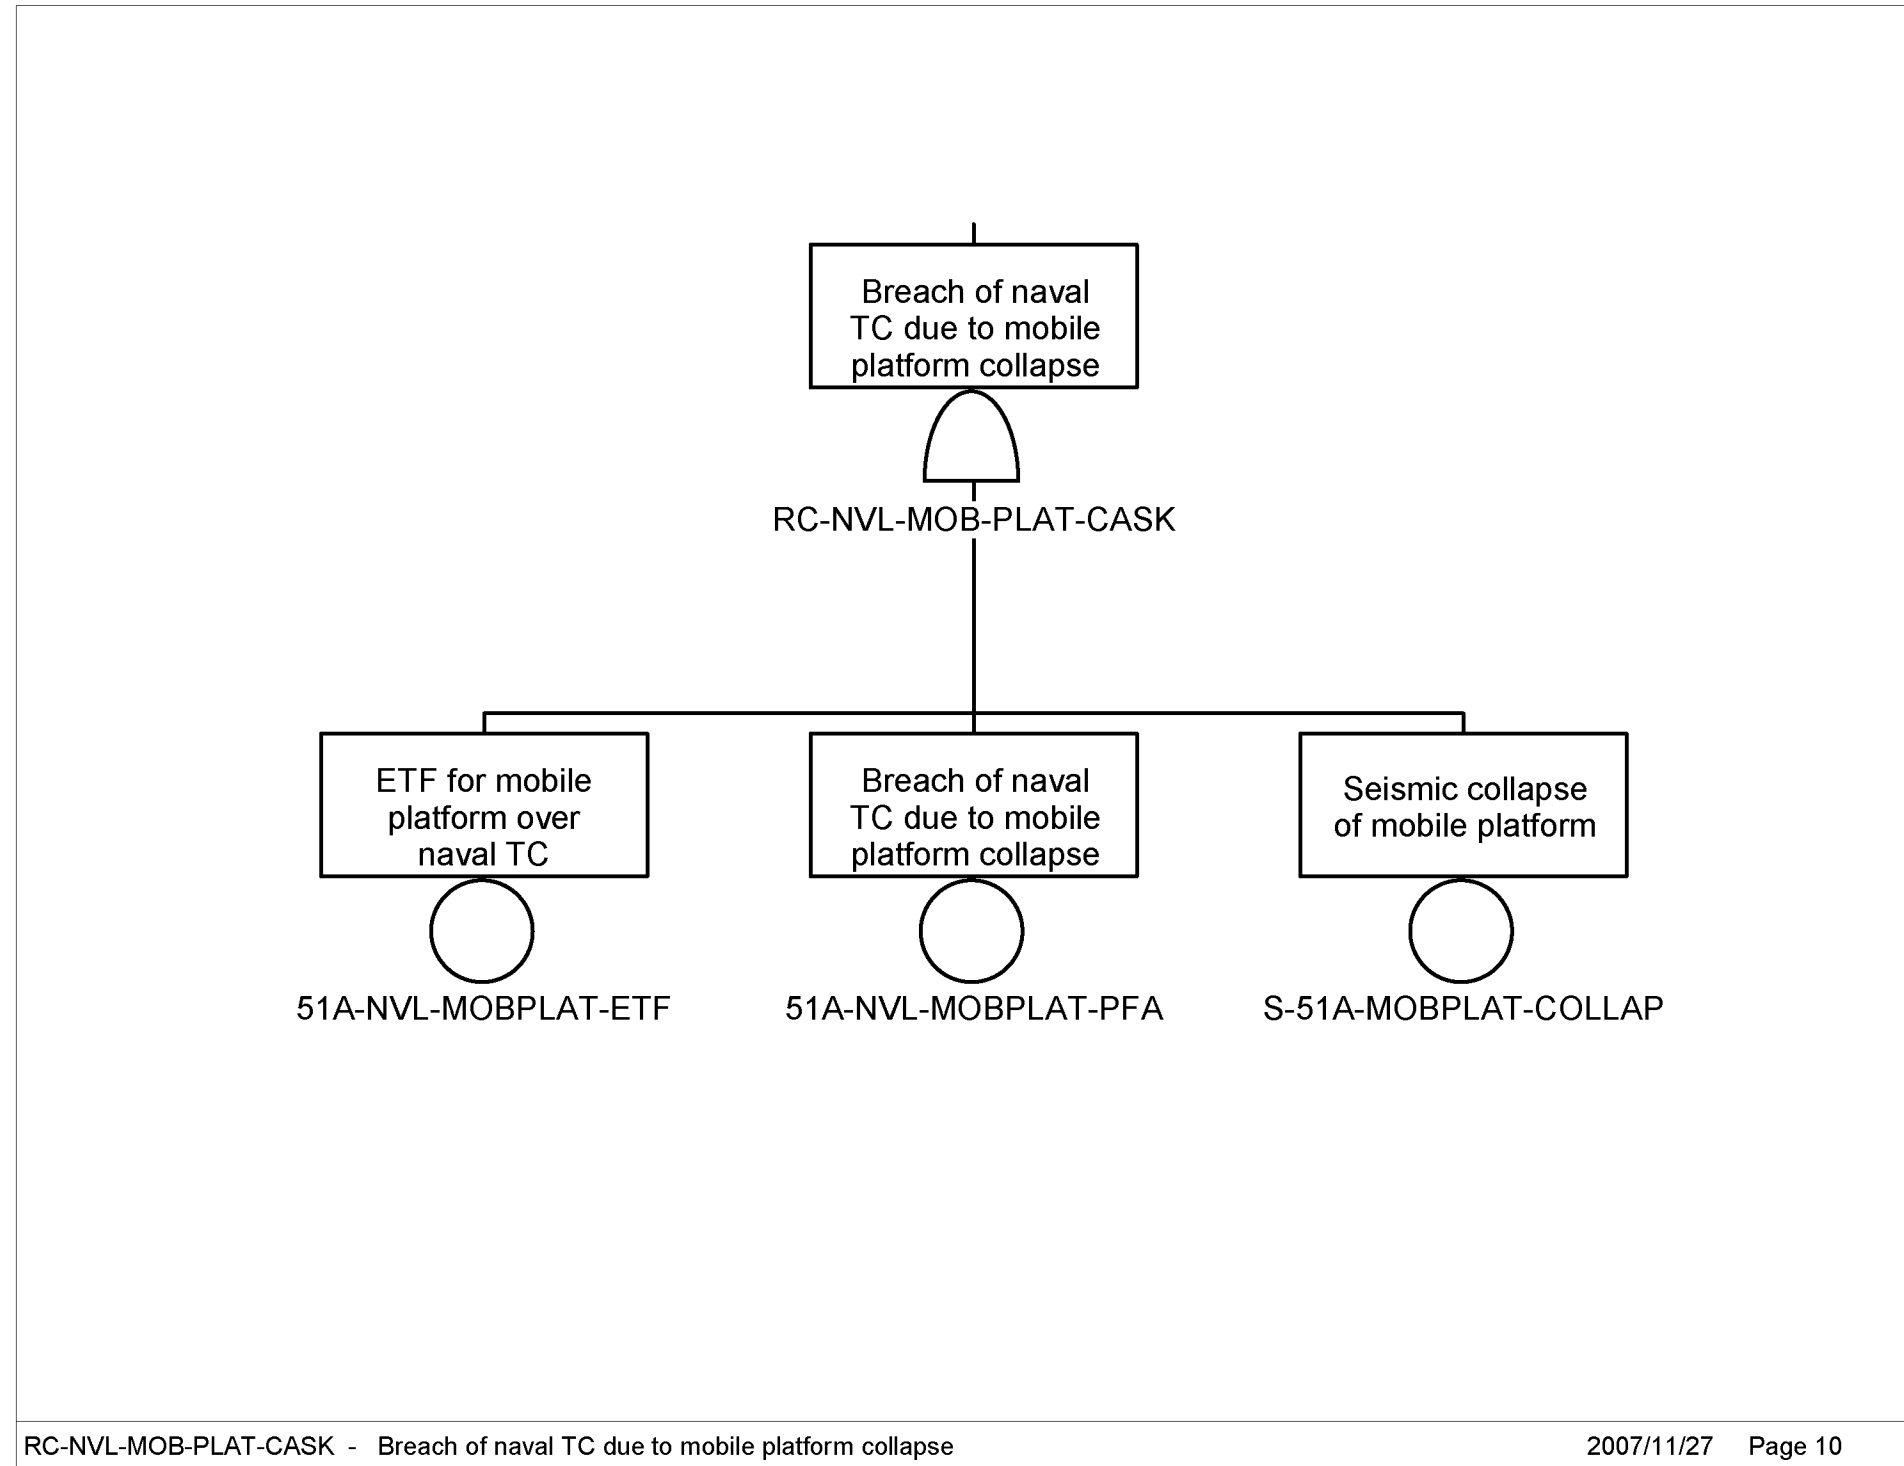 Breach of naval
TC due to mobile
platform collapse
RC-NVL-MOB-PLAT-CASK
ETF for mobile
platform over
naval TC
51A-NVL-MOBPLAT-ETF
Breach of naval
TC due to mobile
platform collapse
51A-NVL-MOBPLAT-PFA
Seismic collapse
of mobile platform
S-51A-MOBPLAT-COLLAP
RC-NVL-MOB-PLAT-CASK - Breach of naval TC due to mobile platform collapse
2007/11/27 Page 10